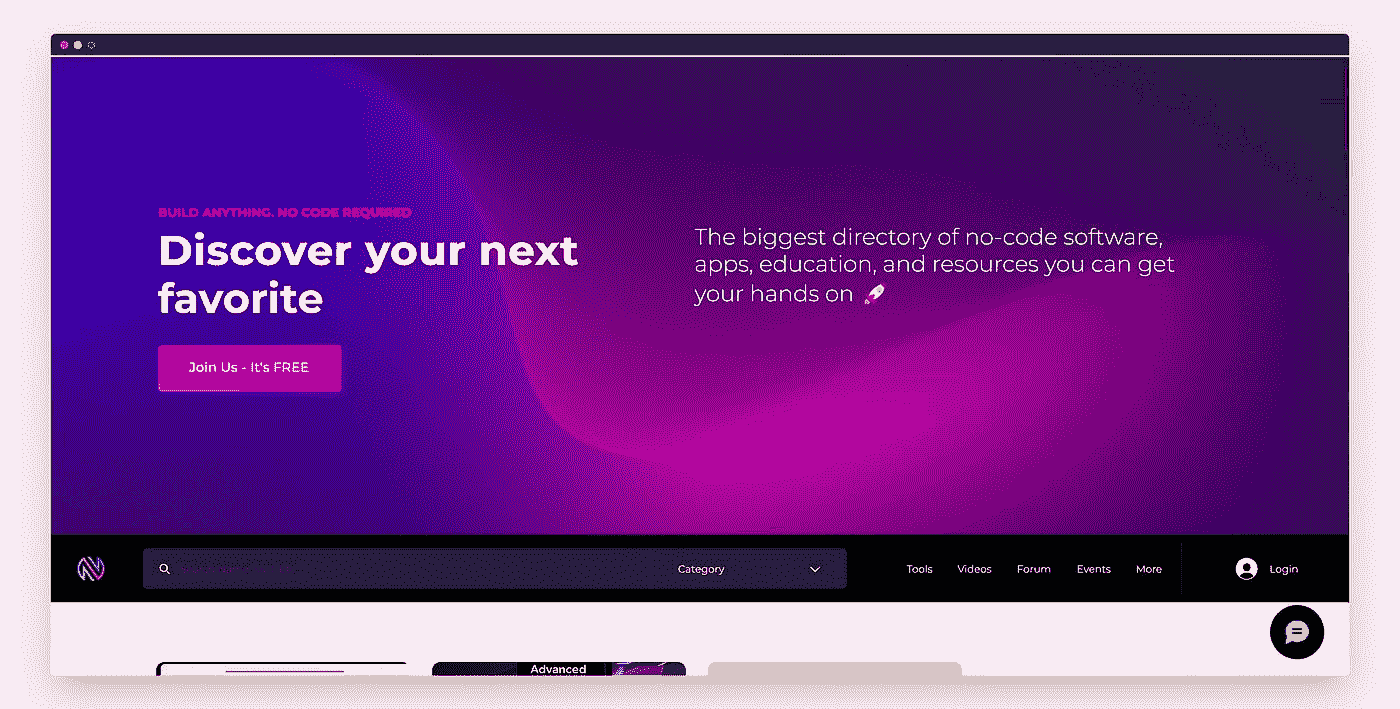 BUILD ANYTHING. NO CODE REQUIRED
Discover your next
favorite
Join Us - It's FREE
The biggest directory of no-code software,
apps, education, and resources you can get
your hands on
Category
Tools
Videos
Forum
Events
More
Login
Advanced